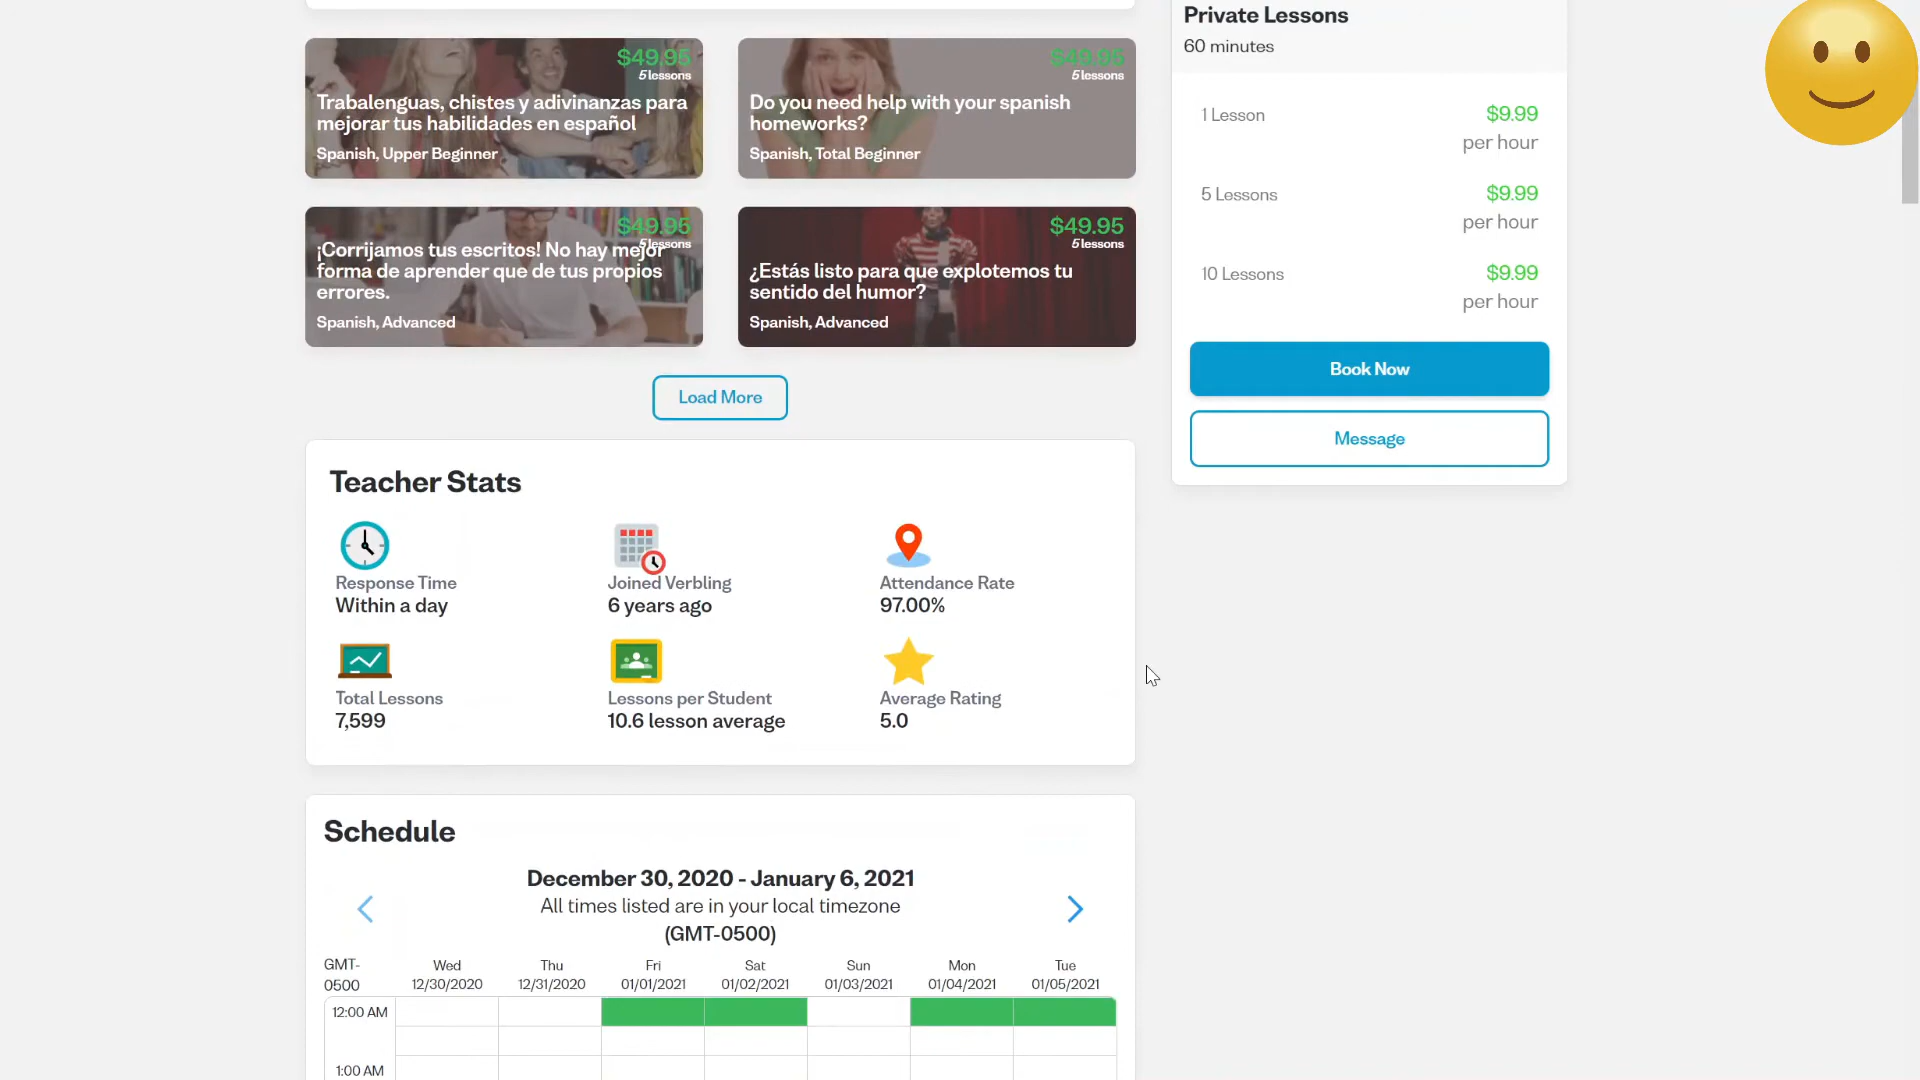 $49.95
5 lessons
Trabalenguas, chistes y adivinanzas para
mejorar tus habilidades en español
Spanish, Upper Beginner
$49.95
5 lessons
Do you need help with your spanish
homeworks?
Spanish, Total Beginner
$49.95
5 lessons
¡Corrijamos tus escritos! No hay mejor
forma de aprender que de tus propios
errores.
Spanish, Advanced
$49.95
5 lessons
¿Estás listo para que explotemos tu
sentido del humor?
Spanish, Advanced
Load More
Private Lessons
60 minutes
1 Lesson
$9.99
per hour
5 Lessons
$9.99
per hour
10 Lessons
$9.99
per hour
Book Now
Message
Teacher Stats
Response Time
Within a day
Joined Verbling
6 years ago
Attendance Rate
97.00%
Total Lessons
7,599
Lessons per Student
10.6 lesson average
Average Rating
5.0
Schedule
December 30, 2020 - January 6, 2021
All times listed are in your local timezone
(GMT-0500)
GMT-
0500
Wed
12/30/2020
Thu
12/31/2020
Fri
01/01/2021
Sat
01/02/2021
Sun
01/03/2021
Mon
01/04/2021
Tue
01/05/2021
12:00 AM
1:00 AM